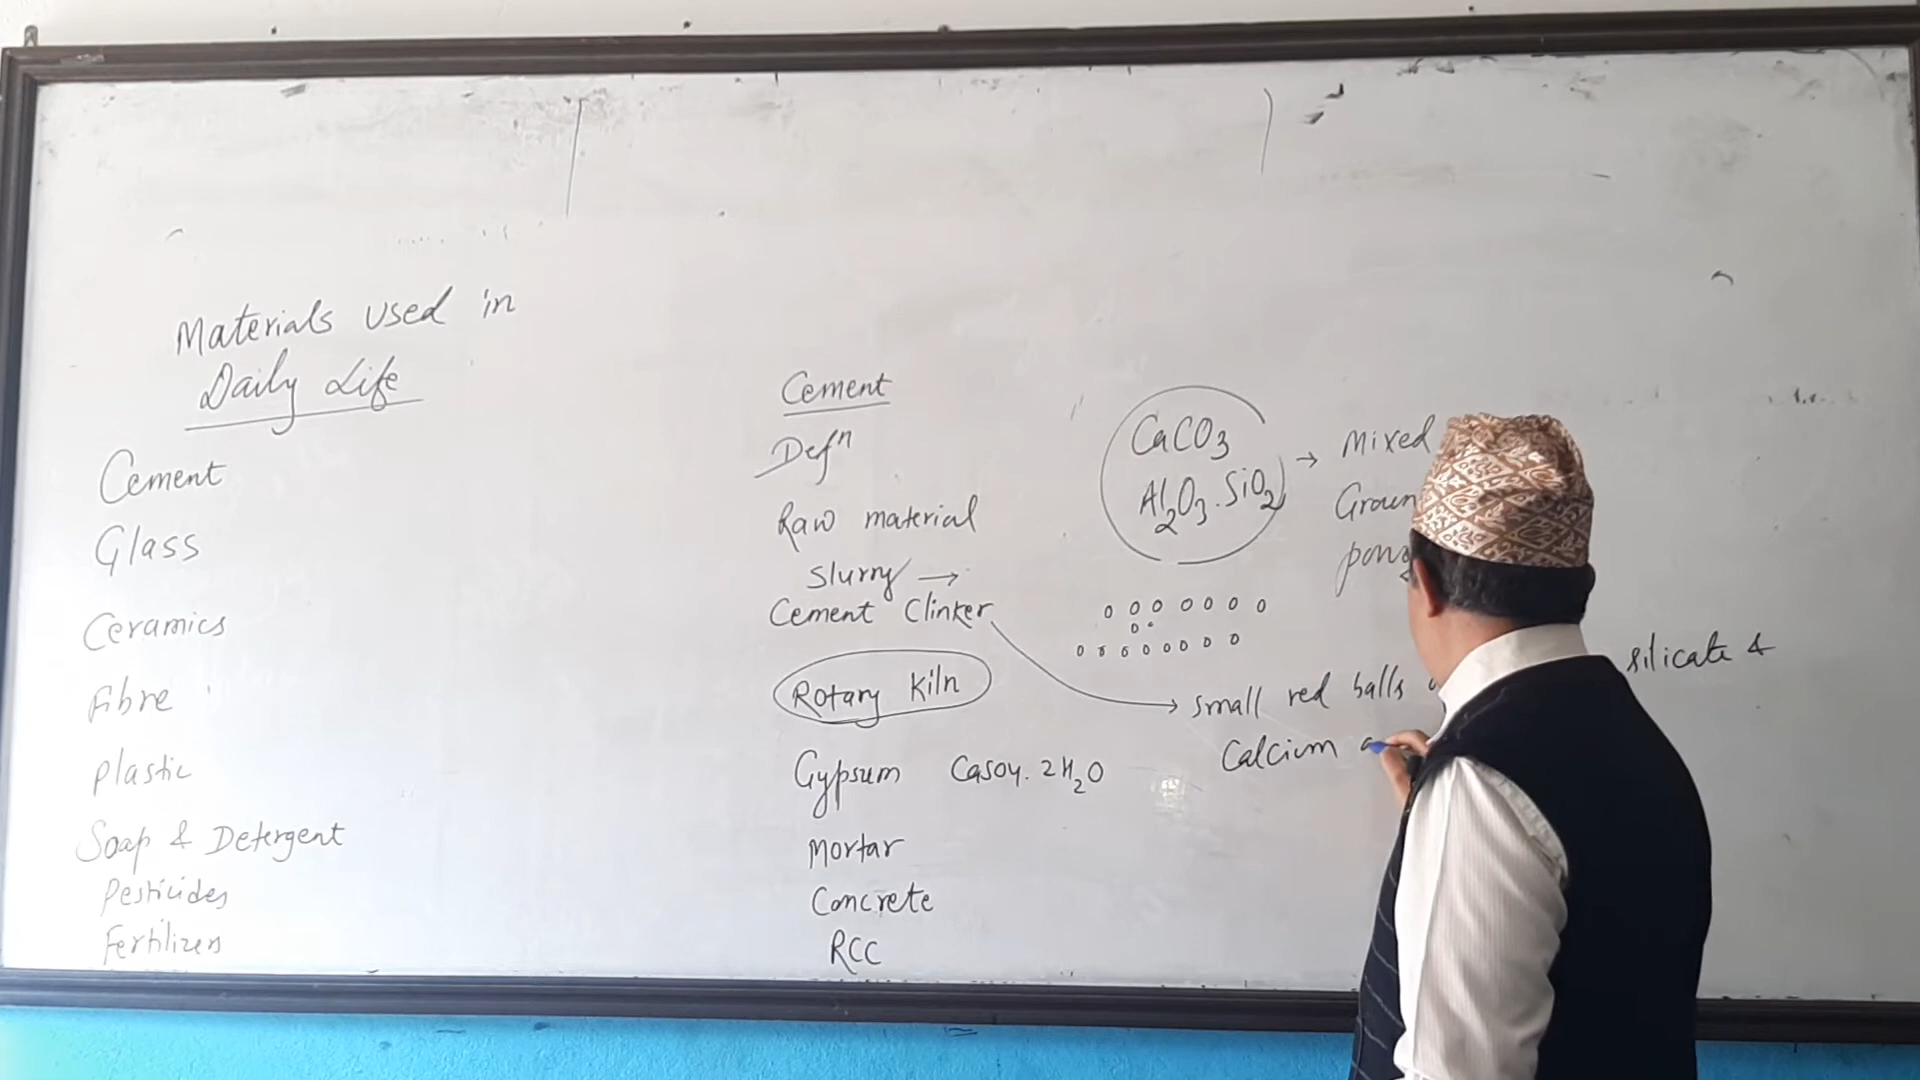 Materials used in
Daily Life
Cement
Glass
Ceramics
Fibre
Plastic
Soap & Detergent
Pesticides
Fertilizers
Cement
Defⁿ
Raw material
Slurry →
Cement Clinker
Rotary Kiln
Gypsum CaSO4. 2H₂O
Mortar
Concrete
RCC
CaCO3
Al₂O3.SiO₂ → Mixed
small red balls silicate &
Calcium